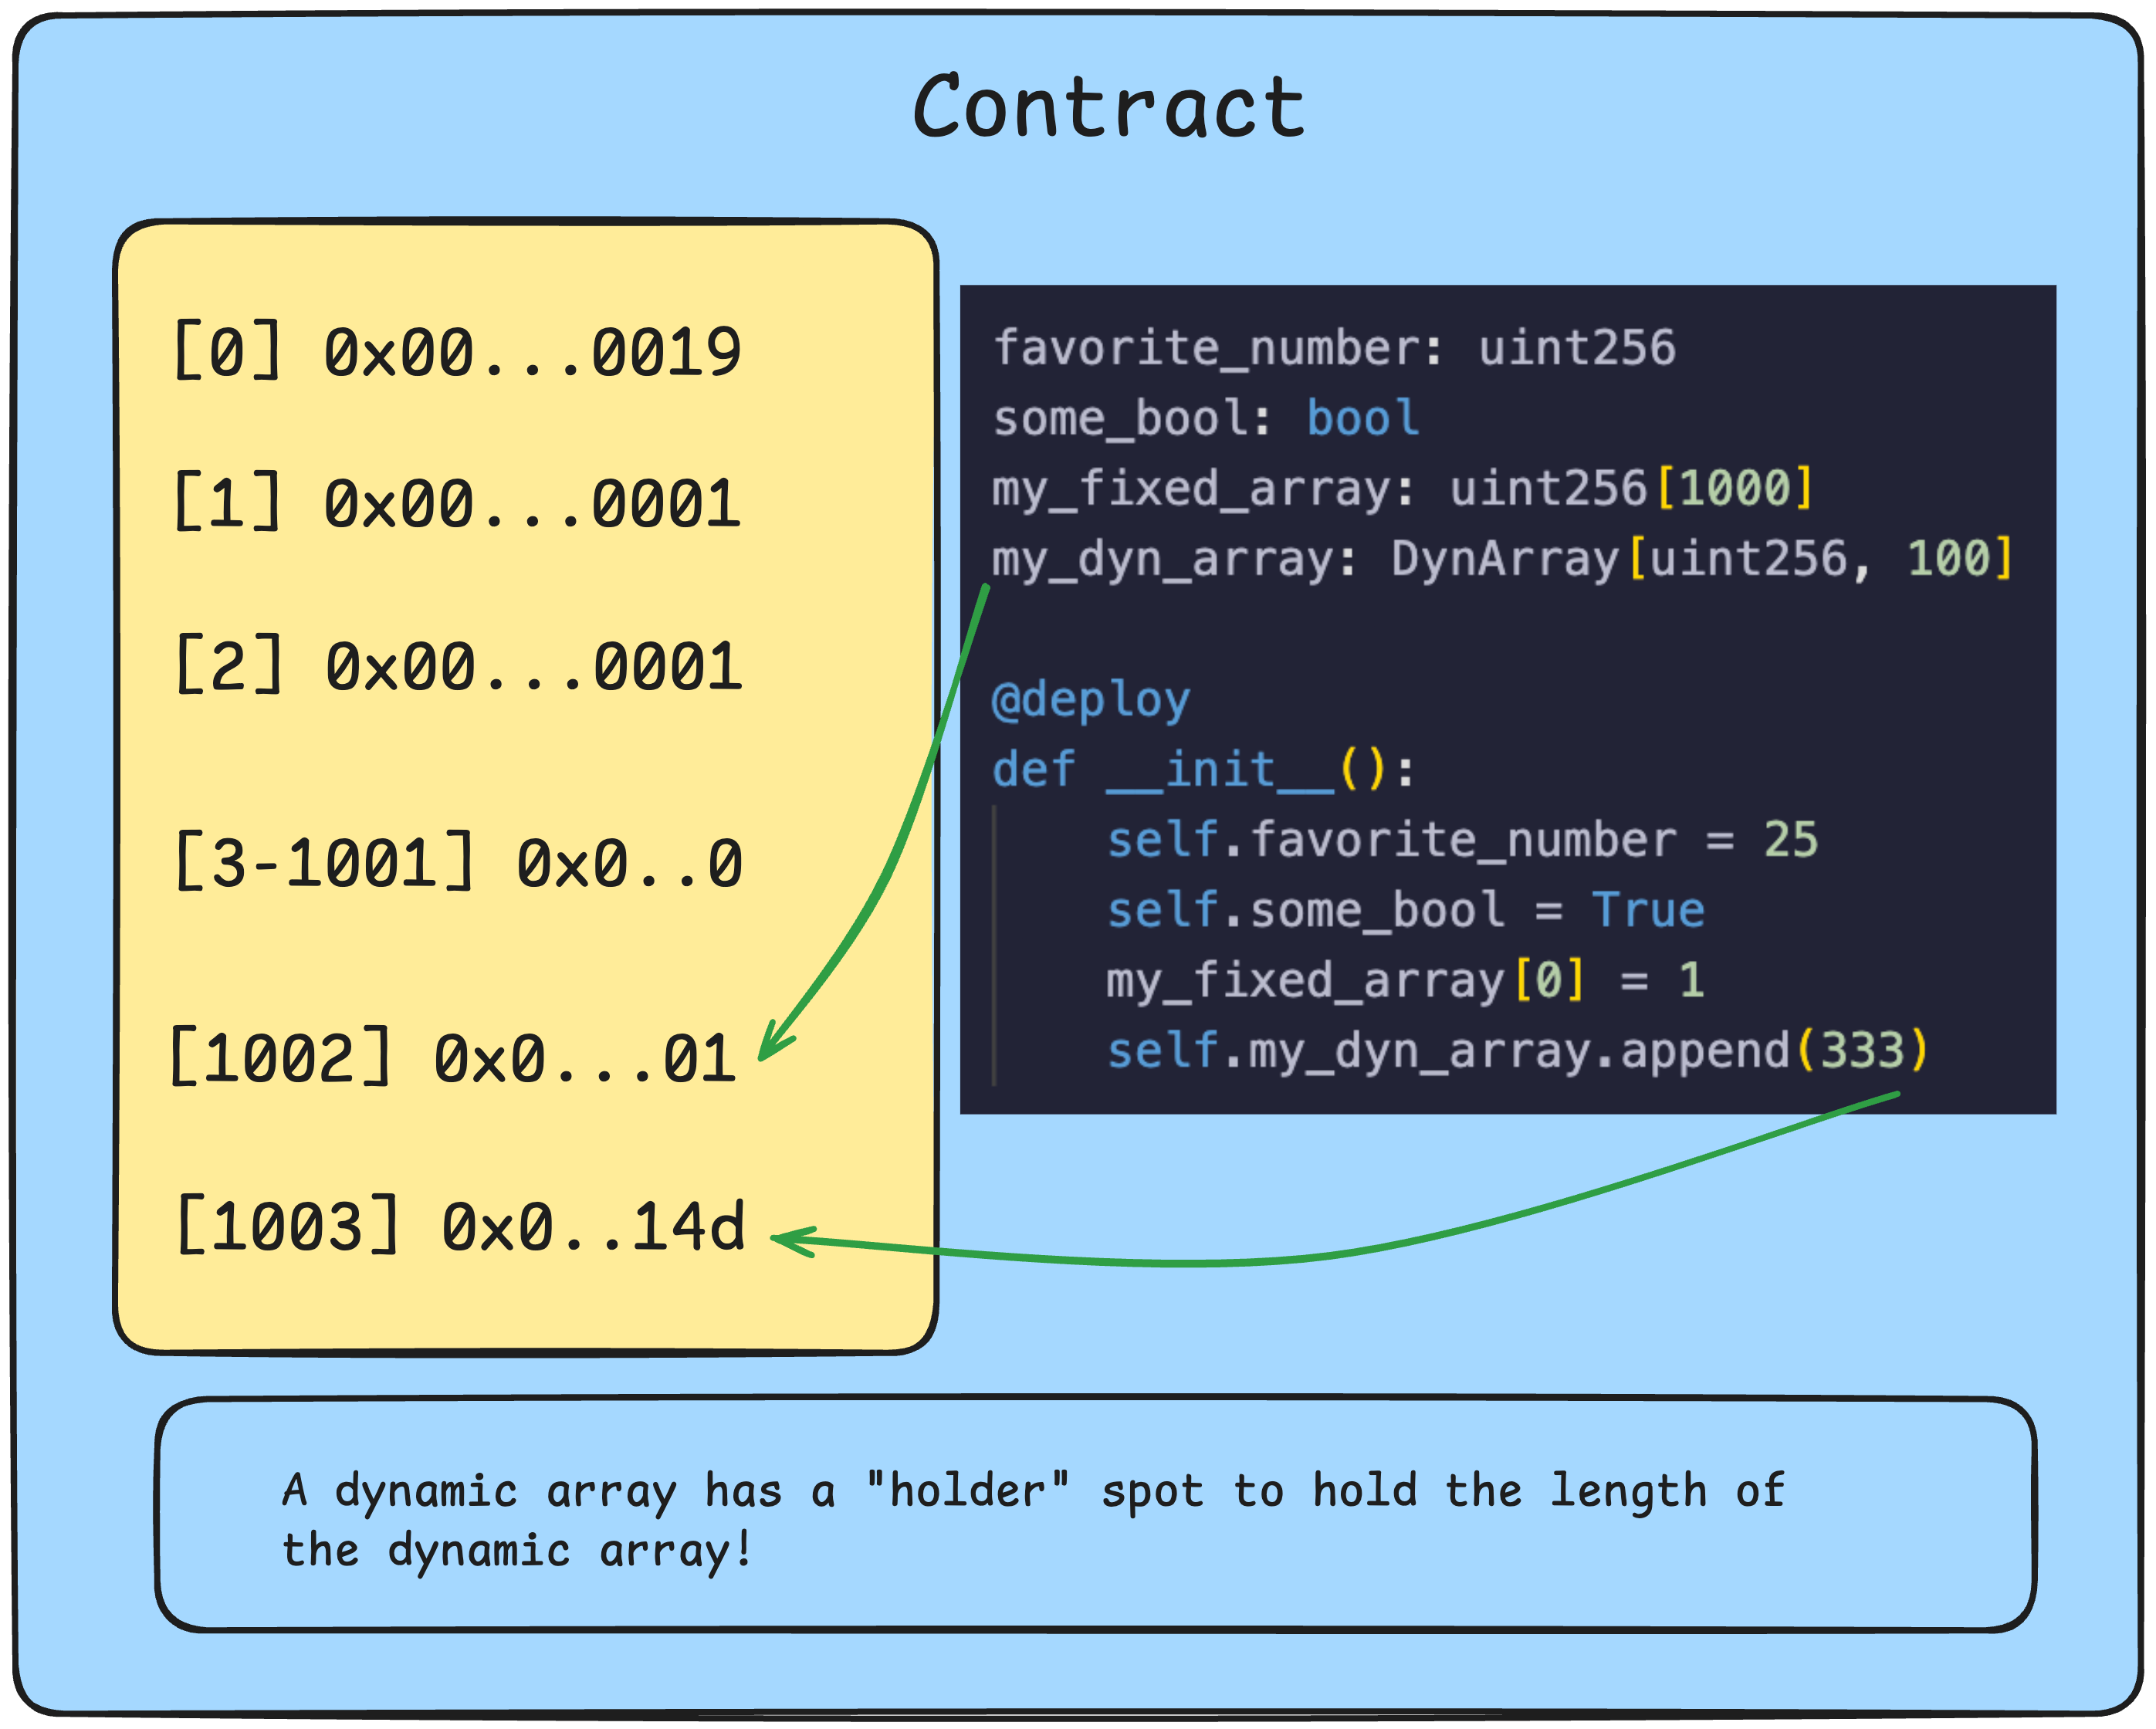 Contract
[0] 0x00...0019
[1] 0x00...0001
[2] 0x00...0001
[3-1001] 0x0..0
[1002] 0x0...01
[1003] 0x0..14d
favorite_number: uint256
some_bool: bool
my_fixed_array: uint256[1000]
my_dyn_array: DynArray[uint256, 100]
@deploy
def __init__():
    self.favorite_number = 25
    self.some_bool = True
    my_fixed_array[0] = 1
    self.my_dyn_array.append(333)
A dynamic array has a "holder" spot to hold the length of
the dynamic array!